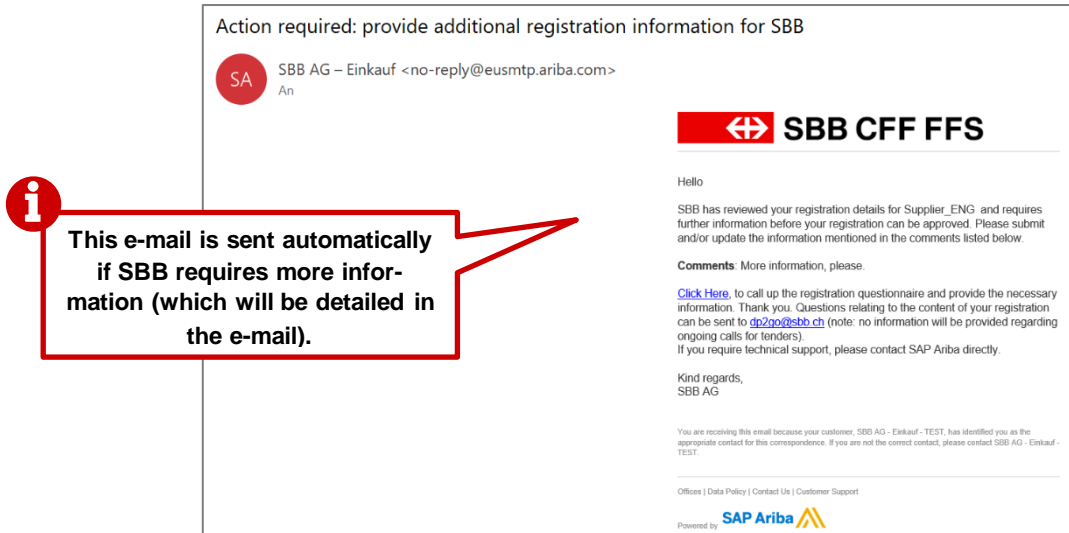 Action required: provide additional registration information for SBB
SA
SBB AG – Einkauf <no-reply@eusmtp.ariba.com>
An
SBB CFF FFS
Hello
SBB has reviewed your registration details for Supplier_ENG and requires
further information before your registration can be approved. Please submit
and/or update the information mentioned in the comments listed below.
Comments: More information, please.
Click Here, to call up the registration questionnaire and provide the necessary
information. Thank you. Questions relating to the content of your registration
can be sent to dp2go@sbb.ch (note: no information will be provided regarding
ongoing calls for tenders).
If you require technical support, please contact SAP Ariba directly.
Kind regards,
SBB AG
You are receiving this email because your customer, SBB AG - Einkauf - TEST, has identified you as the
appropriate contact for this correspondence. If you are not the correct contact, please contact SBB AG - Einkauf -
TEST.
Offices | Data Policy | Contact Us | Customer Support
Powered by SAP Ariba
i
This e-mail is sent automatically
if SBB requires more infor-
mation (which will be detailed in
the e-mail).